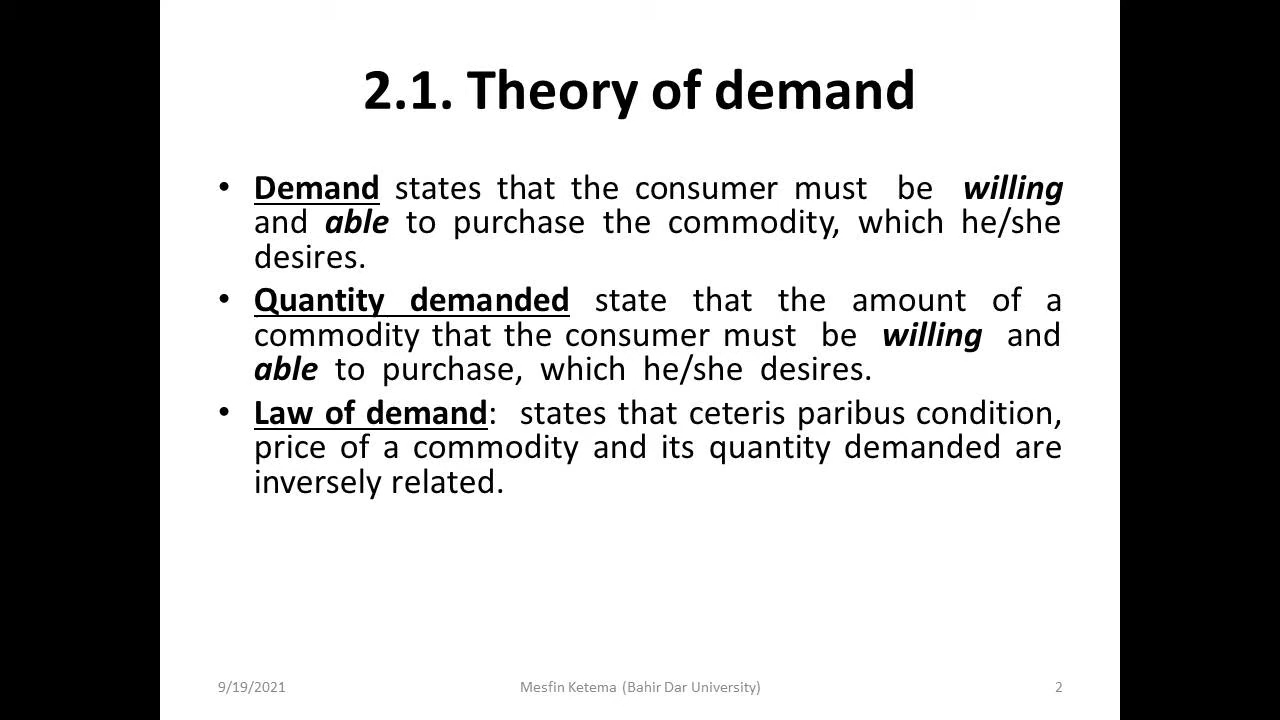 2.1. Theory of demand
• Demand states that the consumer must be willing
and able to purchase the commodity, which he/she
desires.
• Quantity demanded state that the amount of a
commodity that the consumer must be willing and
able to purchase, which he/she desires.
• Law of demand: states that ceteris paribus condition,
price of a commodity and its quantity demanded are
inversely related.
9/19/2021 Mesfin Ketema (Bahir Dar University) 2